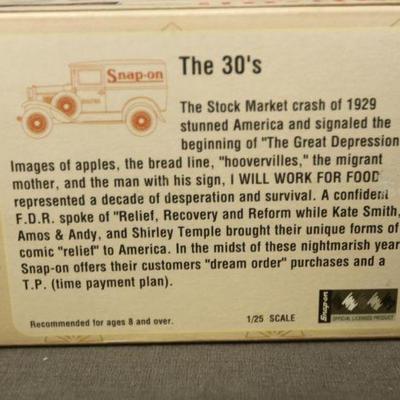 Snap-on
The 30's
The Stock Market crash of 1929
stunned America and signaled the
beginning of "The Great Depression
Images of apples, the bread line, "hoovervilles," the migrant
mother, and the man with his sign, I WILL WORK FOR FOOD
represented a decade of desperation and survival. A confident
F.D.R. spoke of "Relief, Recovery and Reform while Kate Smith,
Amos & Andy, and Shirley Temple brought their unique forms of
comic "relief" to America. In the midst of these nightmarish year
Snap-on offers their customers "dream order" purchases and a
T.P. (time payment plan).
Recommended for ages 8 and over.
1/25 SCALE
Snap-on
OFFICIAL LICENSED PRODUCT